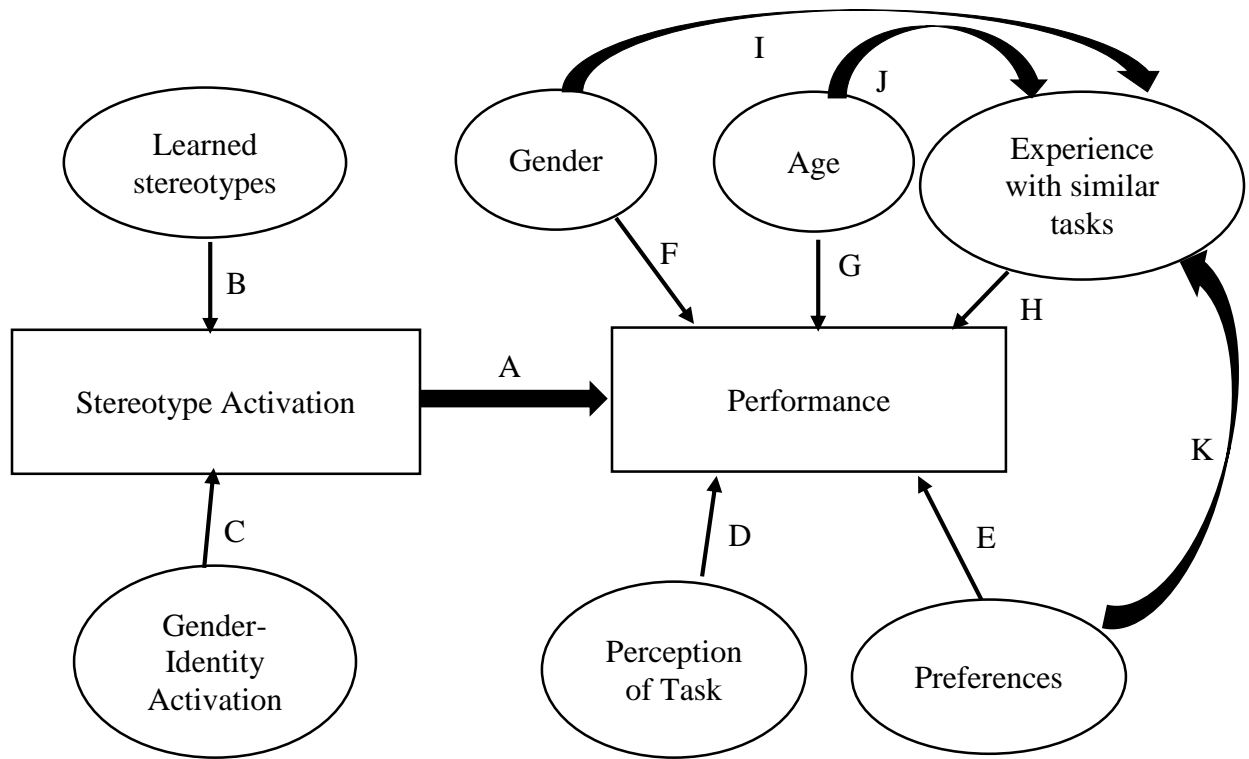 I
J
Learned
stereotypes
Gender
Age
Experience
with similar
tasks
B
F
G
H
A
Stereotype Activation
Performance
K
C
D
E
Gender-
Identity
Activation
Perception
of Task
Preferences